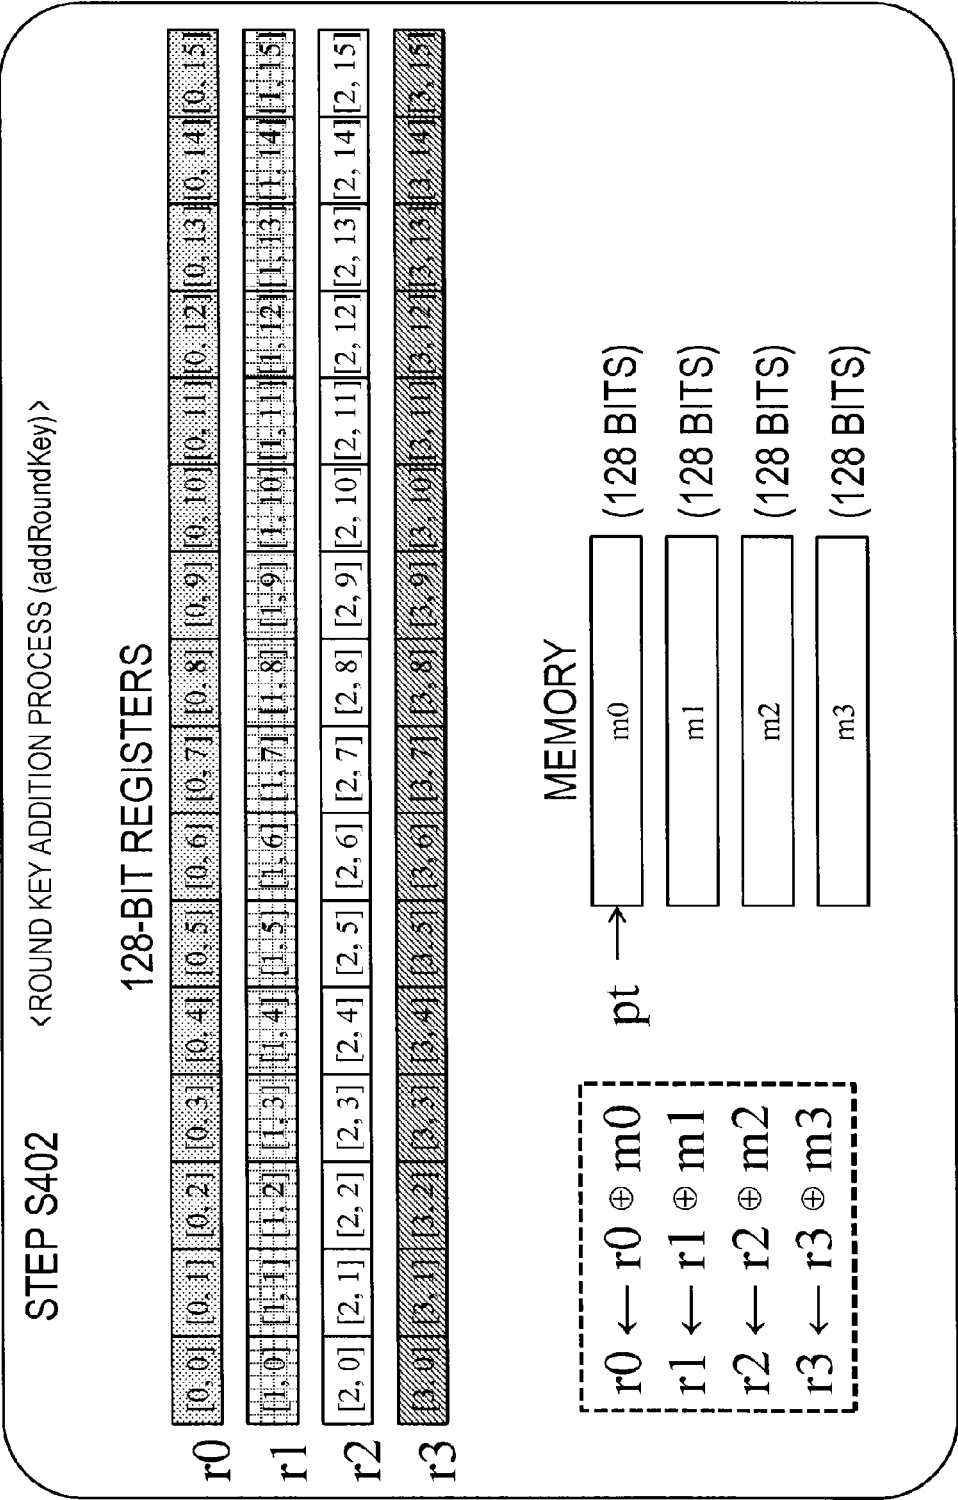 STEP S402 <ROUND KEY ADDITION PROCESS (addRoundKey)>
128-BIT REGISTERS
r0 [0, 0] [0, 1] [0, 2] [0, 3] [0, 4] [0, 5] [0, 6] [0, 7] [0, 8] [0, 9] [0, 10] [0, 11] [0, 12] [0, 13] [0, 14] [0, 15]
r1 [1, 0] [1, 1] [1, 2] [1, 3] [1, 4] [1, 5] [1, 6] [1, 7] [1, 8] [1, 9] [1, 10] [1, 11] [1, 12] [1, 13] [1, 14] [1, 15]
r2 [2, 0] [2, 1] [2, 2] [2, 3] [2, 4] [2, 5] [2, 6] [2, 7] [2, 8] [2, 9] [2, 10] [2, 11] [2, 12] [2, 13] [2, 14] [2, 15]
r3 [3, 0] [3, 1] [3, 2] [3, 3] [3, 4] [3, 5] [3, 6] [3, 7] [3, 8] [3, 9] [3, 10] [3, 11] [3, 12] [3, 13] [3, 14] [3, 15]
r0 ← r0 ⊕ m0
r1 ← r1 ⊕ m1
r2 ← r2 ⊕ m2
r3 ← r3 ⊕ m3
MEMORY
pt → m0 (128 BITS)
m1 (128 BITS)
m2 (128 BITS)
m3 (128 BITS)